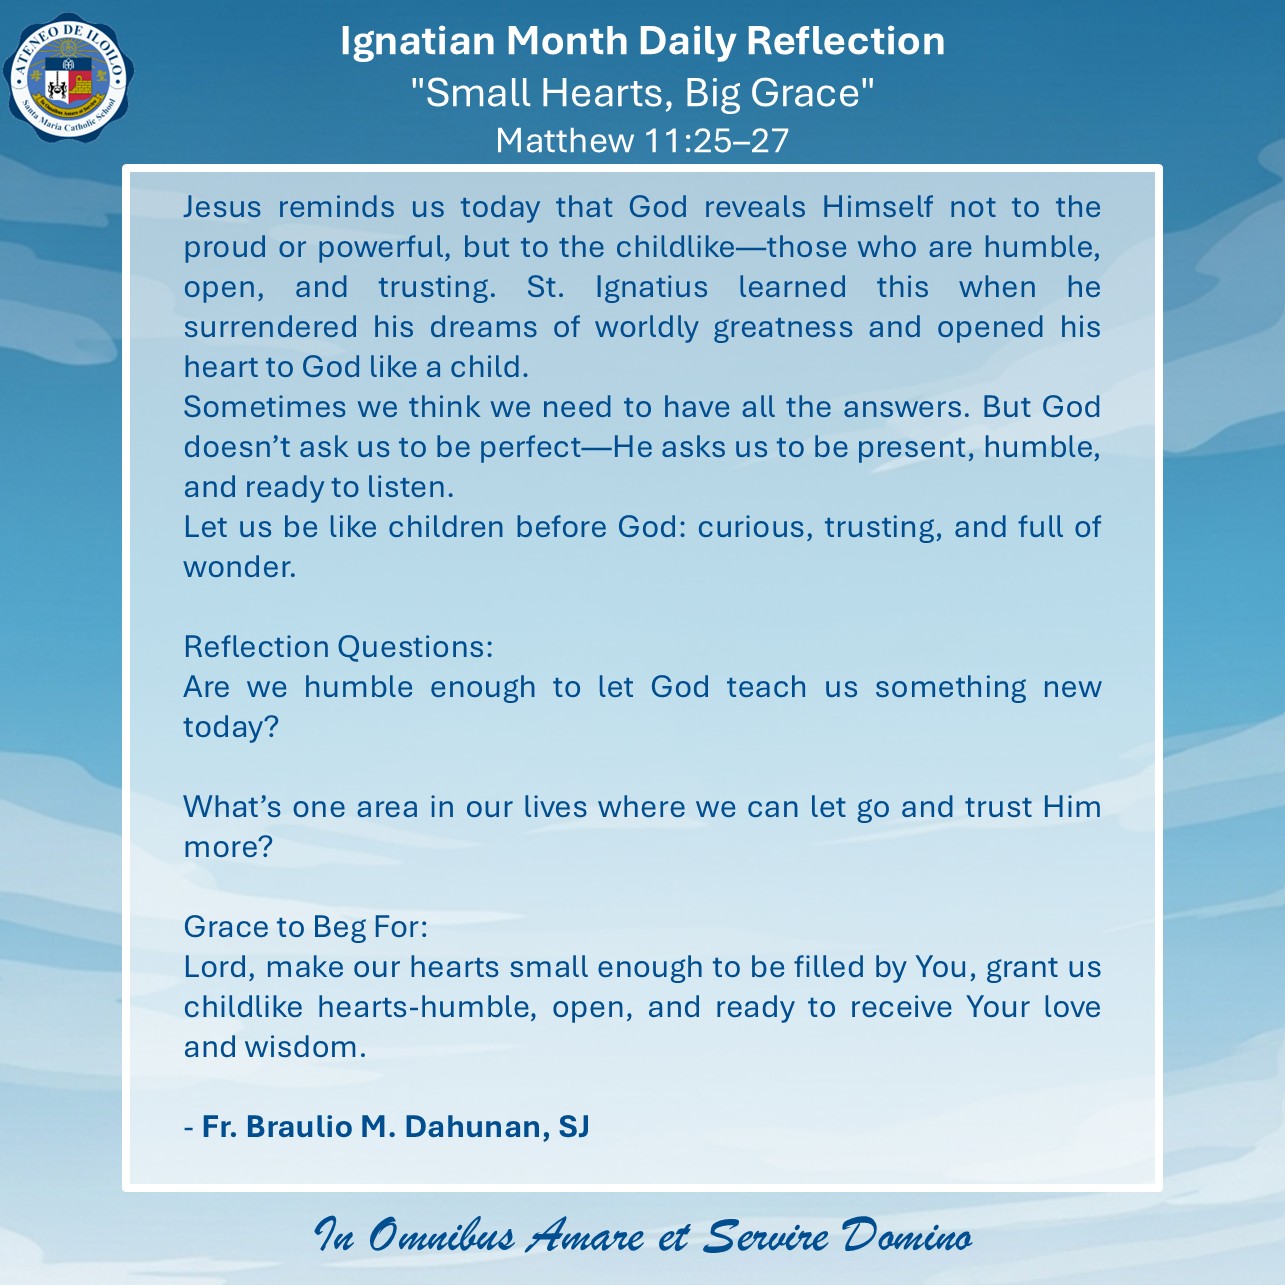 ATENEO DE ILOILO
Santa Maria Catholic School
Ignatian Month Daily Reflection
"Small Hearts, Big Grace"
Matthew 11:25–27
Jesus reminds us today that God reveals Himself not to the
proud or powerful, but to the childlike—those who are humble,
open, and trusting. St. Ignatius learned this when he
surrendered his dreams of worldly greatness and opened his
heart to God like a child.
Sometimes we think we need to have all the answers. But God
doesn’t ask us to be perfect—He asks us to be present, humble,
and ready to listen.
Let us be like children before God: curious, trusting, and full of
wonder.
Reflection Questions:
Are we humble enough to let God teach us something new
today?
What’s one area in our lives where we can let go and trust Him
more?
Grace to Beg For:
Lord, make our hearts small enough to be filled by You, grant us
childlike hearts-humble, open, and ready to receive Your love
and wisdom.
- Fr. Braulio M. Dahunan, SJ
In Omnibus Amare et Servire Domino